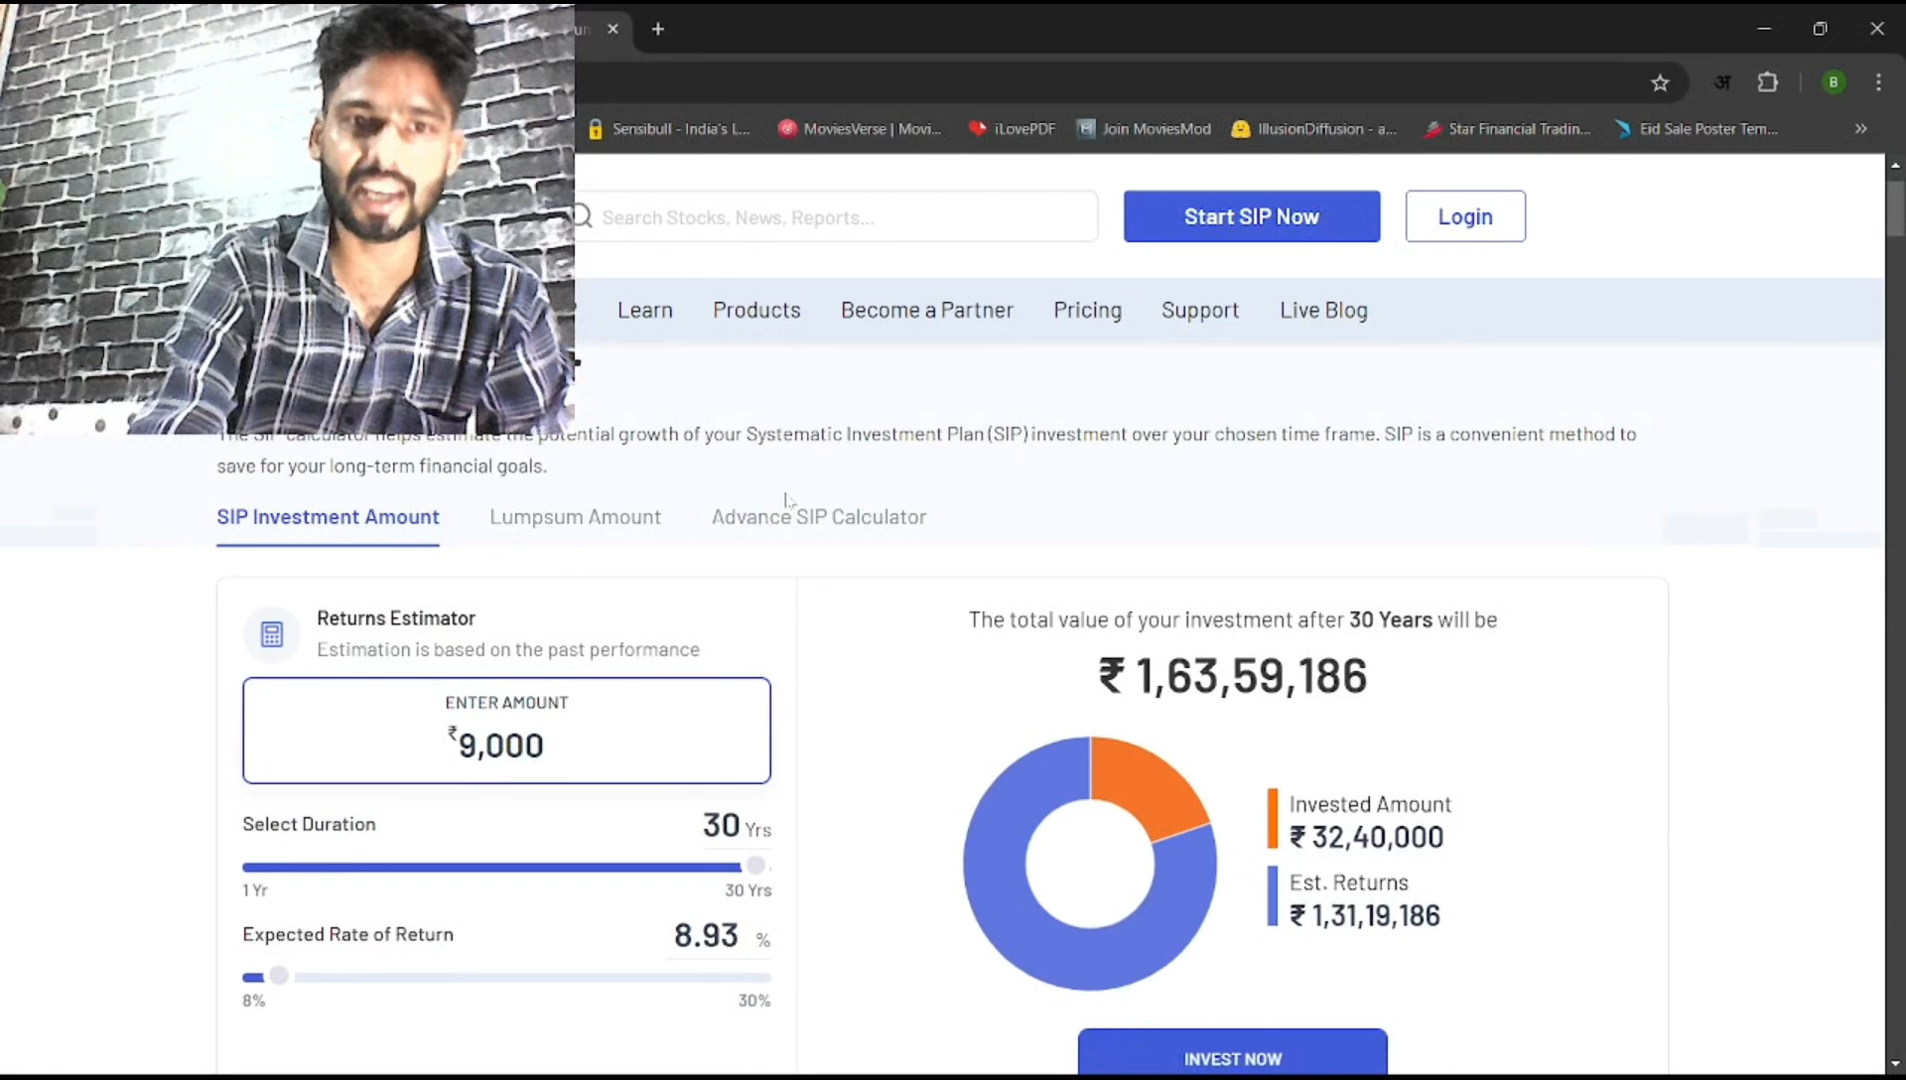 Sensibull - India's L...
MoviesVerse | Movi...
iLovePDF
Join MoviesMod
IllusionDiffusion - a...
Star Financial Tradin...
Eid Sale Poster Tem...
अ
B
Search Stocks, News, Reports...
Start SIP Now
Login
Learn
Products
Become a Partner
Pricing
Support
Live Blog
The SIP calculator helps estimate the potential growth of your Systematic Investment Plan (SIP) investment over your chosen time frame. SIP is a convenient method to
save for your long-term financial goals.
SIP Investment Amount
Lumpsum Amount
Advance SIP Calculator
Returns Estimator
Estimation is based on the past performance
ENTER AMOUNT
₹9,000
Select Duration
30 Yrs
1 Yr
30 Yrs
Expected Rate of Return
8.93 %
8%
30%
The total value of your investment after 30 Years will be
₹ 1,63,59,186
Invested Amount
₹ 32,40,000
Est. Returns
₹ 1,31,19,186
INVEST NOW